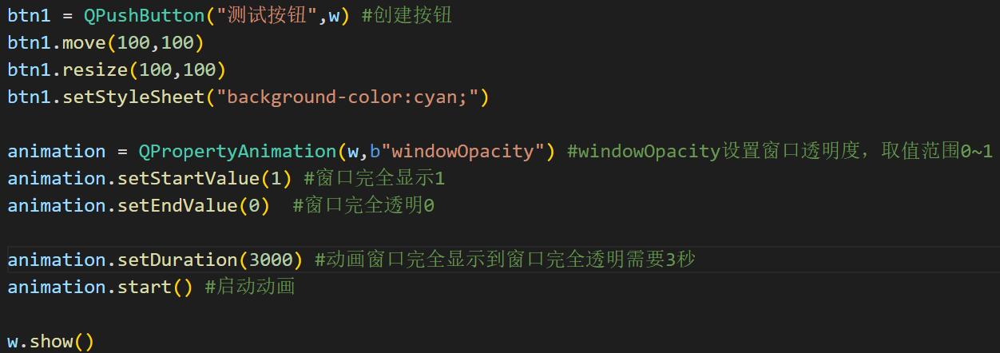 btn1 = QPushButton("测试按钮",w) #创建按钮
btn1.move(100,100)
btn1.resize(100,100)
btn1.setStyleSheet("background-color:cyan;")
animation = QPropertyAnimation(w,b"windowOpacity") #windowOpacity设置窗口透明度，取值范围0~1
animation.setStartValue(1) #窗口完全显示1
animation.setEndValue(0)  #窗口完全透明0
animation.setDuration(3000) #动画窗口完全显示到窗口完全透明需要3秒
animation.start() #启动动画
w.show()